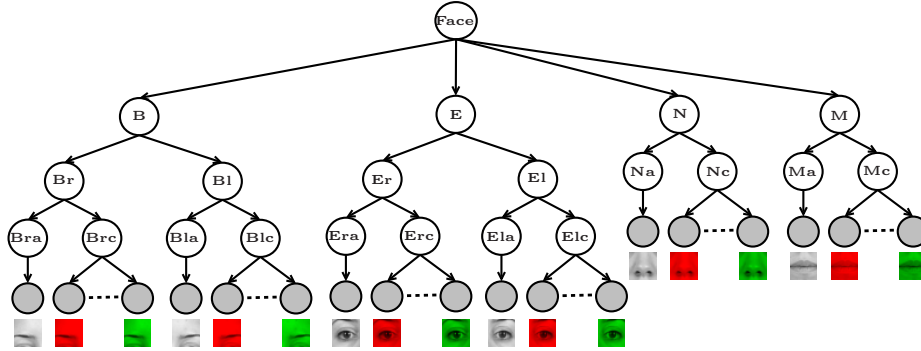 Face
B E N M
Br Bl Er El Na Nc Ma Mc
Bra Brc Bla Blc Era Erc Ela Elc